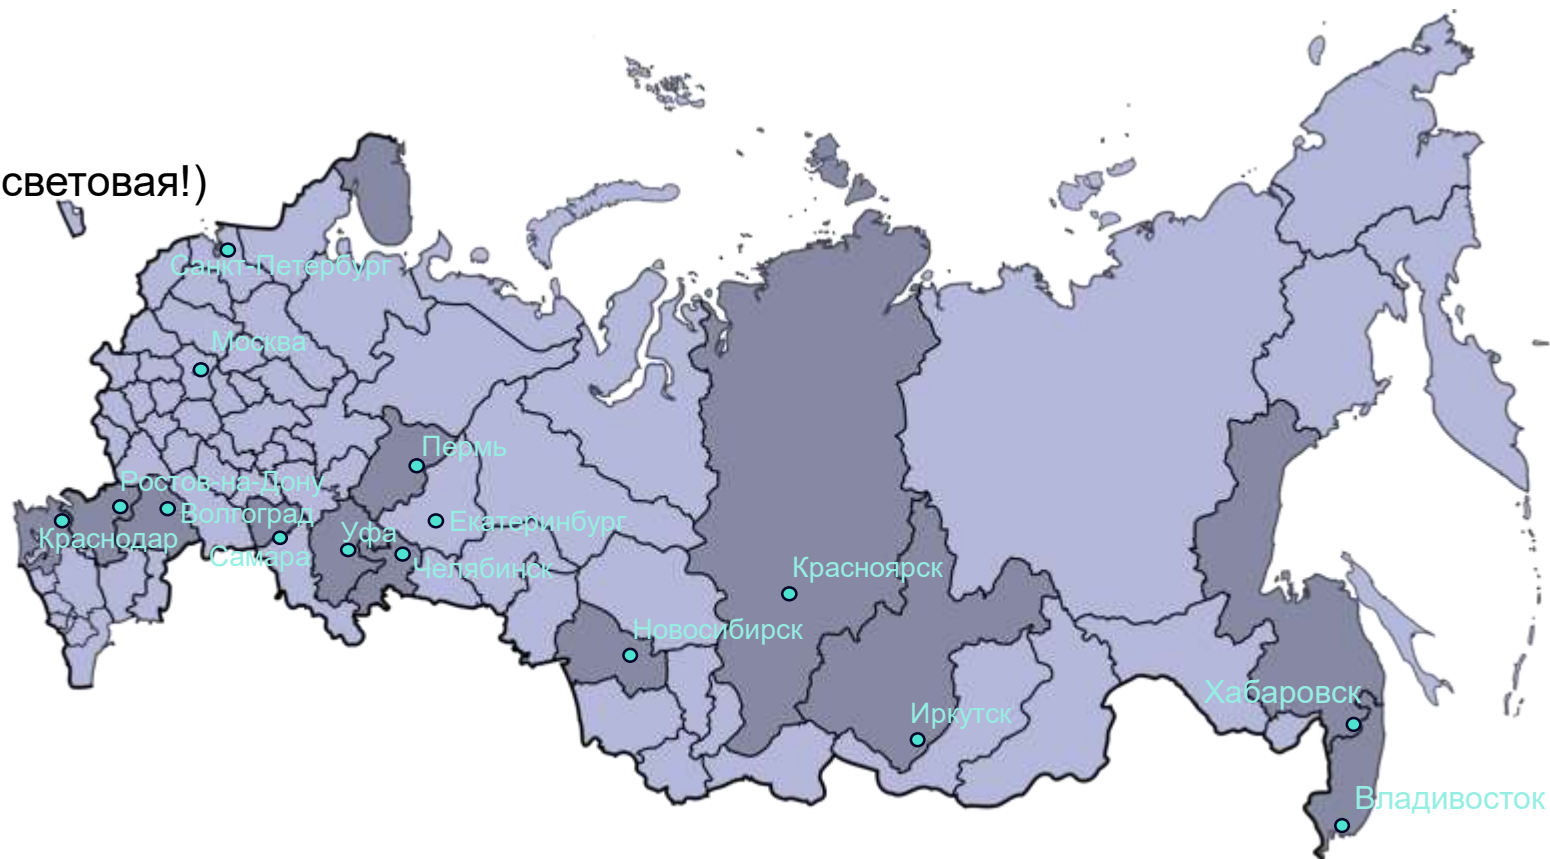 световая!)
Санкт-Петербург
Москва
Пермь
Ростов-на-Дону
Волгоград
Екатеринбург
Краснодар
Уфа
Самара
Челябинск
Красноярск
Новосибирск
Хабаровск
Иркутск
Владивосток